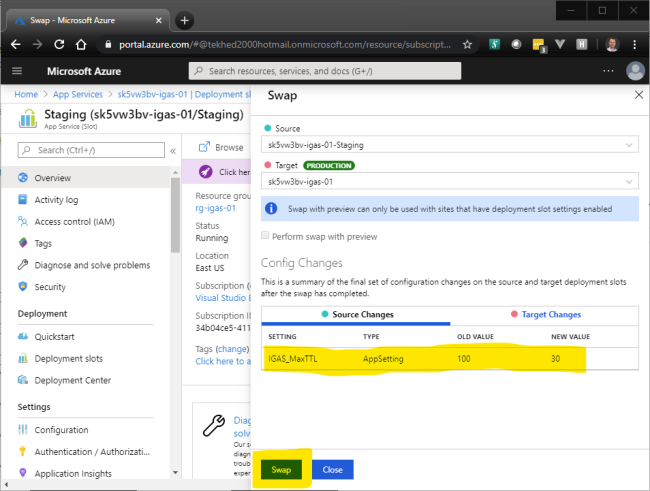 Swap - Microsoft Azure
portal.azure.com/#@tekhed2000hotmail.onmicrosoft.com/resource/subscript...
Microsoft Azure
Search resources, services, and docs (G+/)
Home > App Services > sk5vw3bv-igas-01 | Deployment sl
Staging (sk5vw3bv-igas-01/Staging)
App Service (Slot)
Search (Ctrl+/)
Overview
Activity log
Access control (IAM)
Tags
Diagnose and solve problems
Security
Deployment
Quickstart
Deployment slots
Deployment Center
Settings
Configuration
Authentication / Authorizati...
Application Insights
Browse
Click here
Resource grou
rg-igas-01
Status
Running
Location
East US
Subscription (c
Visual Studio E
Subscription ID
34b04ce5-411
Tags (change)
Click here to a
Diag
solv
Our se
diagno
troub
exper
Swap
Source
sk5vw3bv-igas-01-Staging
Target PRODUCTION
sk5vw3bv-igas-01
Swap with preview can only be used with sites that have deployment slot settings enabled
Perform swap with preview
Config Changes
This is a summary of the final set of configuration changes on the source and target deployment slots
after the swap has completed.
Source Changes Target Changes
SETTING TYPE OLD VALUE NEW VALUE
IGAS_MaxTTL AppSetting 100 30
Swap Close